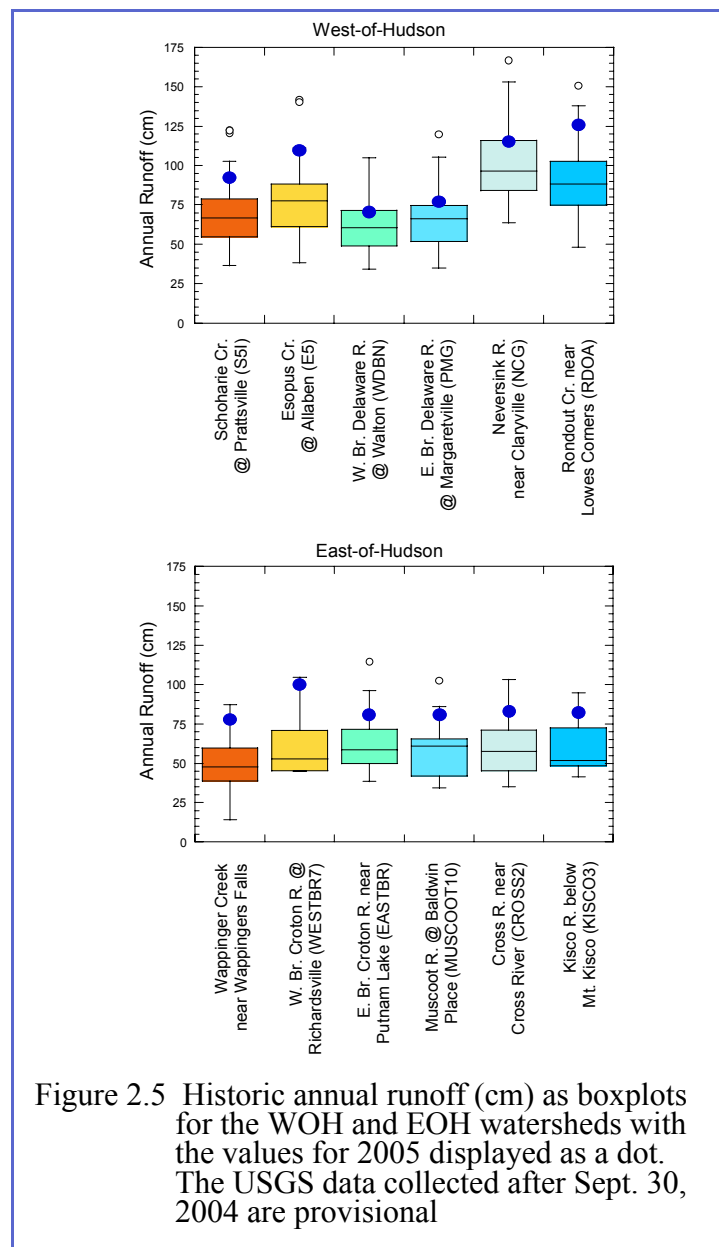 West-of-Hudson
175
150
125
100
75
50
25
0
Annual Runoff (cm)
Schoharie Cr.
@ Prattsville (S5I)
Esopus Cr.
@ Allaben (E5)
W. Br. Delaware R.
@ Walton (WDBN)
E. Br. Delaware R.
@ Margaretville (PMG)
Neversink R.
near Claryville (NCG)
Rondout Cr. near
Lowes Corners (RDOA)
East-of-Hudson
175
150
125
100
75
50
25
0
Annual Runoff (cm)
Wappinger Creek
near Wappingers Falls
W. Br. Croton R. @
Richardsville (WESTBR7)
E. Br. Croton R. near
Putnam Lake (EASTBR)
Muscoot R. @ Baldwin
Place (MUSCOOT10)
Cross R. near
Cross River (CROSS2)
Kisco R. below
Mt. Kisco (KISCO3)
Figure 2.5 Historic annual runoff (cm) as boxplots
for the WOH and EOH watersheds with
the values for 2005 displayed as a dot.
The USGS data collected after Sept. 30,
2004 are provisional